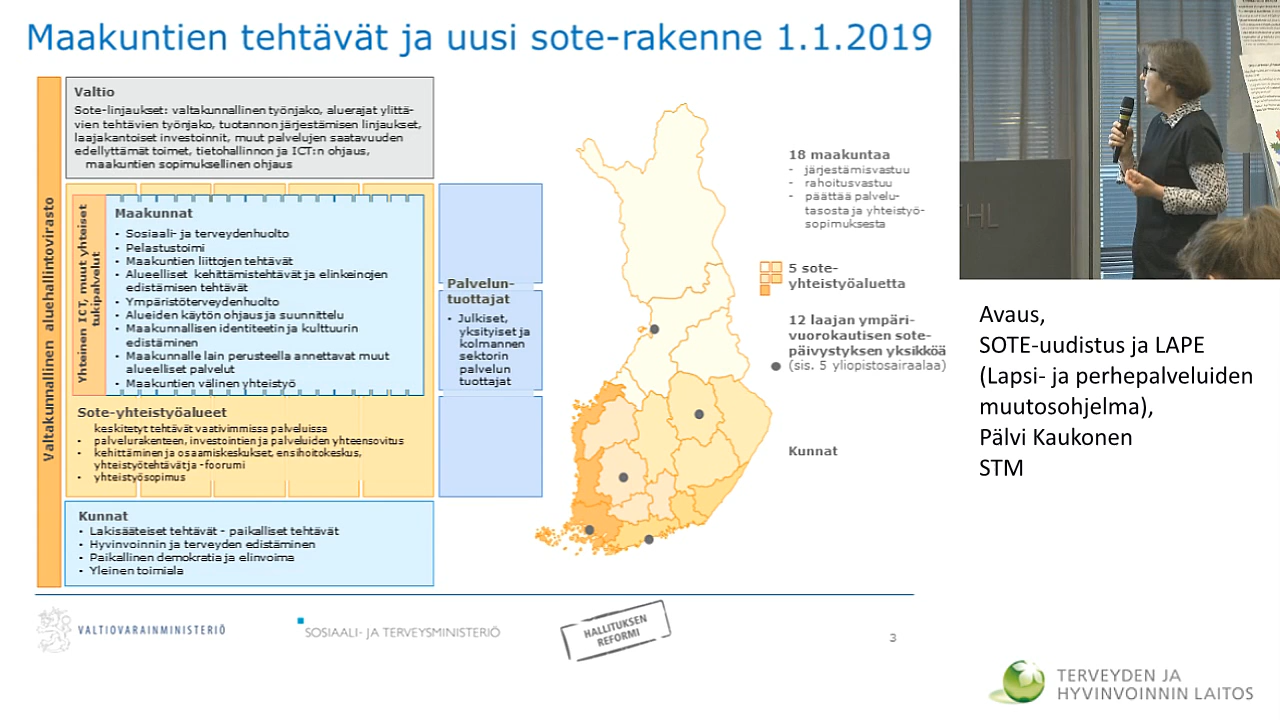 Maakuntien tehtävät ja uusi sote-rakenne 1.1.2019
Valtakunnallinen aluehallintovirasto
Valtio
Sote-linjaukset: valtakunnallinen työnjako, aluerajat ylittä-
vien tehtävien työnjako, tuotannon järjestämisen linjaukset,
laajakantoiset investoinnit, muut palvelujen saatavuuden
edellyttämät toimet, tietohallinnon ja ICT:n ohjaus,
maakuntien sopimuksellinen ohjaus
Yhteinen ICT, muut yhteiset
tukipalvelut
Maakunnat
• Sosiaali- ja terveydenhuolto
• Pelastustoimi
• Maakuntien liittojen tehtävät
• Alueelliset kehittämistehtävät ja elinkeinojen
edistämisen tehtävät
• Ympäristöterveydenhuolto
• Alueiden käytön ohjaus ja suunnittelu
• Maakunnallisen identiteetin ja kulttuurin
edistäminen
• Maakunnalle lain perusteella annettavat muut
alueelliset palvelut
• Maakuntien välinen yhteistyö
Sote-yhteistyöalueet
keskitetyt tehtävät vaativimmissa palveluissa
• palvelurakenteen, investointien ja palveluiden yhteensovitus
• kehittäminen ja osaamiskeskukset, ensihoitokeskus,
yhteistyötehtävät ja -foorumi
• yhteistyösopimus
Kunnat
• Lakisääteiset tehtävät - paikalliset tehtävät
• Hyvinvoinnin ja terveyden edistäminen
• Paikallinen demokratia ja elinvoima
• Yleinen toimiala
Palvelun-
tuottajat
• Julkiset,
yksityiset ja
kolmannen
sektorin
palvelun
tuottajat
18 maakuntaa
- järjestämisvastuu
- rahoitusvastuu
- päättää palvelu-
tasosta ja yhteistyö-
sopimuksesta
5 sote-
yhteistyöaluetta
12 laajan ympäri-
vuorokautisen sote-
päivystyksen yksikköä
(sis. 5 yliopistosairaalaa)
Kunnat
VALTIOVARAINMINISTERIÖ
SOSIAALI- JA TERVEYSMINISTERIÖ
HALLITUKSEN
REFORMI
3
THL
Avaus,
SOTE-uudistus ja LAPE
(Lapsi- ja perhepalveluiden
muutosohjelma),
Pälvi Kaukonen
STM
TERVEYDEN JA
HYVINVOINNIN LAITOS